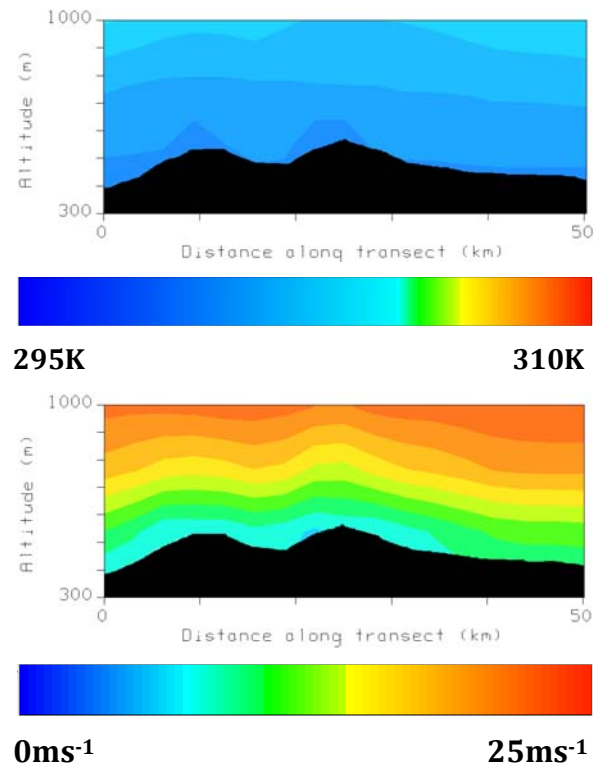 1000
Altitude (m)
300
0
50
Distance along transect (km)
295K
310K
1000
Altitude (m)
300
0
50
Distance along transect (km)
0ms-1
25ms-1